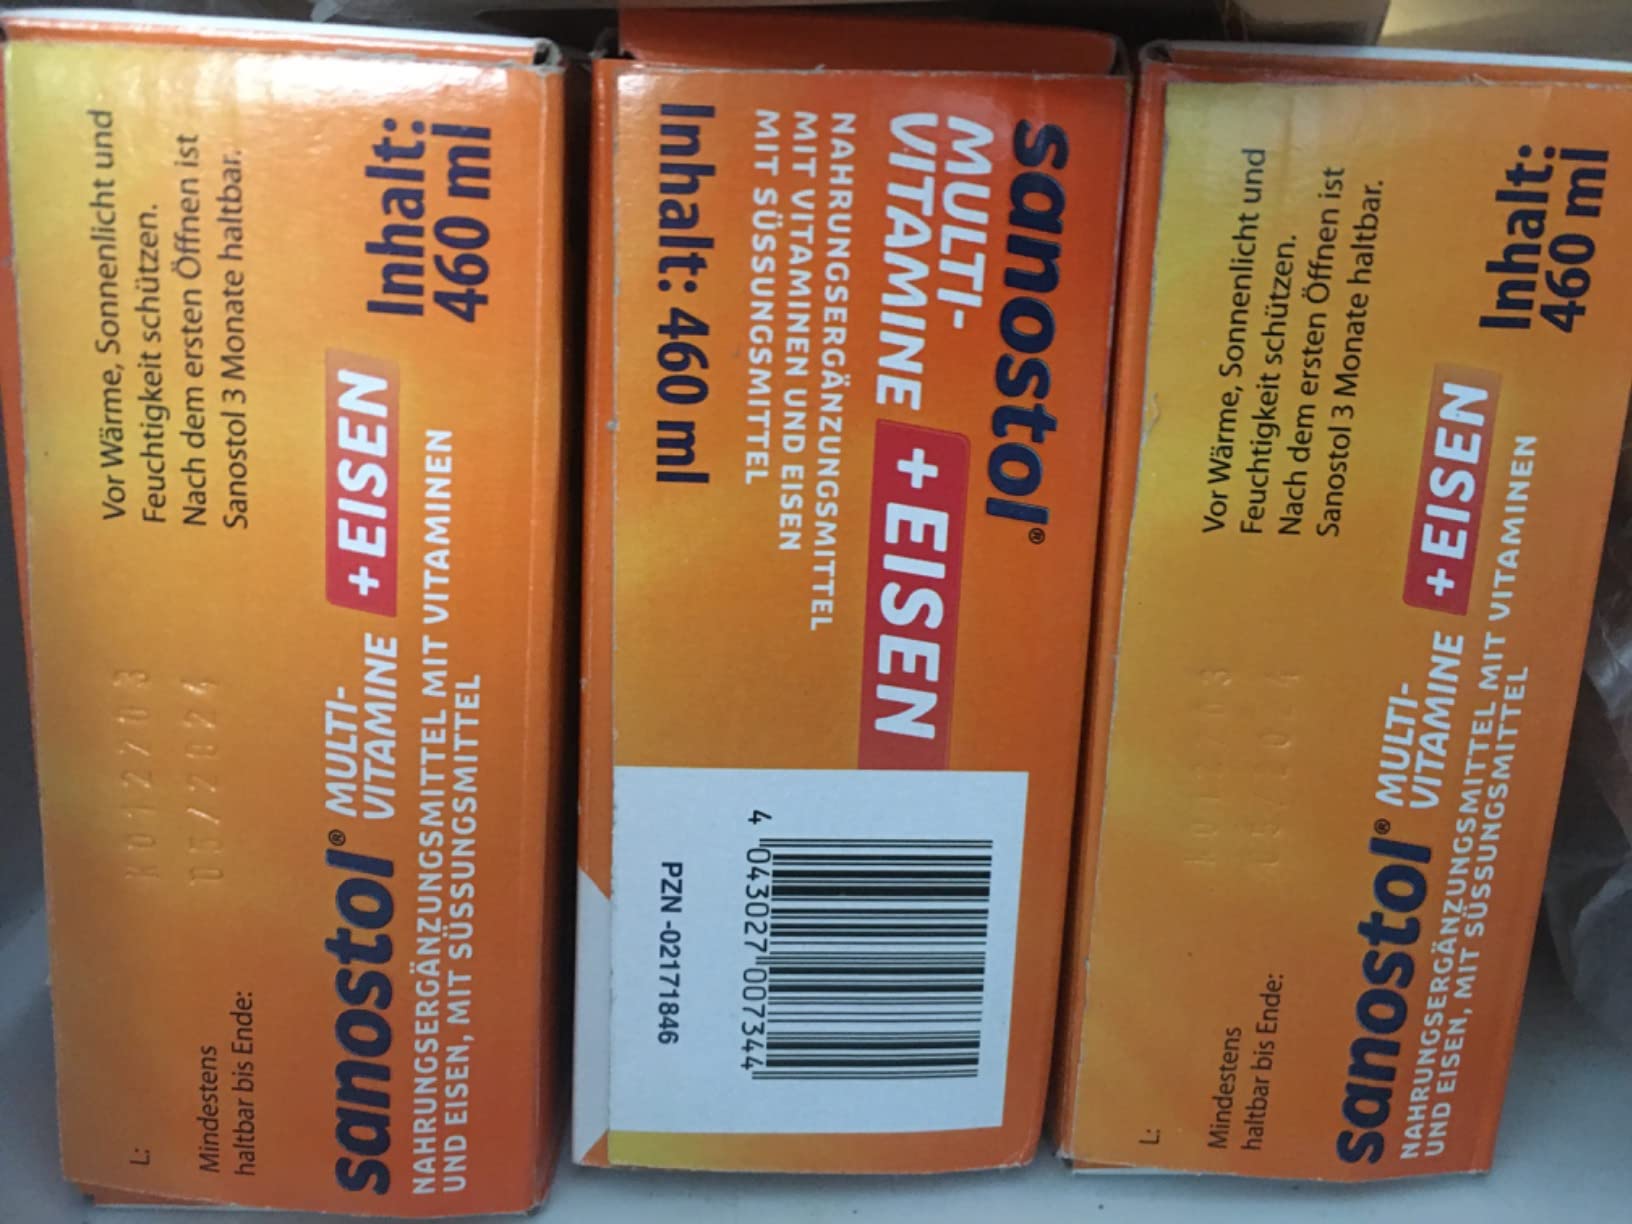 Vor Wärme, Sonnenlicht und
Feuchtigkeit schützen.
Nach dem ersten Öffnen ist
Sanostol 3 Monate haltbar.
L:
K012203
Mindestens
haltbar bis Ende:
05/2024
sanostol® MULTI-
VITAMINE +EISEN
NAHRUNGSERGÄNZUNGSMITTEL MIT VITAMINEN
UND EISEN, MIT SÜSSUNGSMITTEL
Inhalt:
460 ml
sanostol®
MULTI-
VITAMINE +EISEN
NAHRUNGSERGÄNZUNGSMITTEL
MIT VITAMINEN UND EISEN
MIT SÜSSUNGSMITTEL
Inhalt: 460 ml
4 043027 007344
PZN -02171846
Vor Wärme, Sonnenlicht und
Feuchtigkeit schützen.
Nach dem ersten Öffnen ist
Sanostol 3 Monate haltbar.
L:
Mindestens
haltbar bis Ende:
sanostol® MULTI-
VITAMINE +EISEN
NAHRUNGSERGÄNZUNGSMITTEL MIT VITAMINEN
UND EISEN, MIT SÜSSUNGSMITTEL
Inhalt:
460 ml